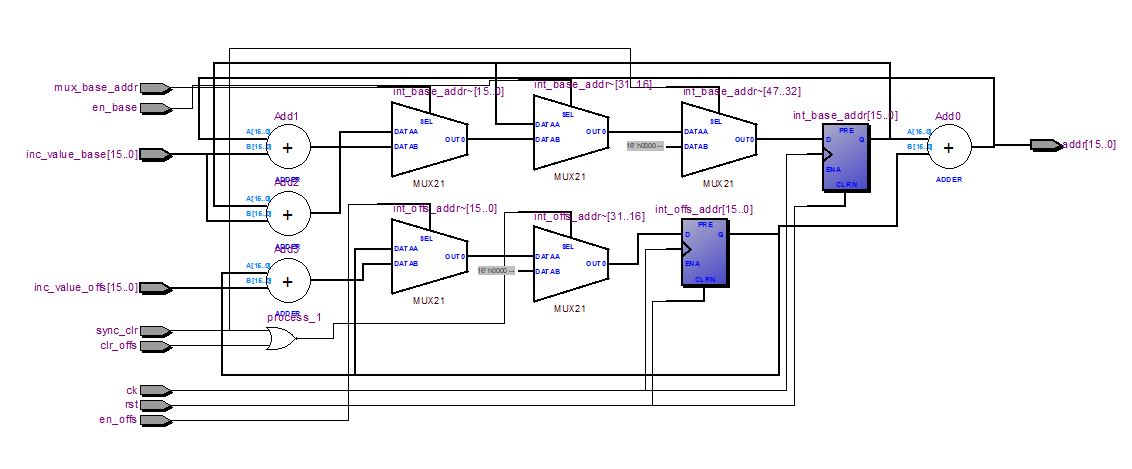 int_base_addr~[15..0]
int_base_addr~[31..16]
int_base_addr~[47..32]
int_base_addr[15..0]
mux_base_addr
en_base
SEL
SEL
SEL
Add1
A[15..0]
B[15..0]
+
ADDER
DATAA
DATAB
OUT0
MUX21
DATAA
DATAB
OUT0
MUX21
16' h0000 --
DATAA
DATAB
OUT0
MUX21
PRE
D
Q
ENA
CLRN
Add0
A[15..0]
B[15..0]
+
ADDER
addr[15..0]
inc_value_base[15..0]
Add2
A[15..0]
B[15..0]
+
ADDER
int_offs_addr~[15..0]
int_offs_addr~[31..16]
int_offs_addr[15..0]
SEL
SEL
Add3
A[15..0]
B[15..0]
+
ADDER
DATAA
DATAB
OUT0
MUX21
16' h0000 --
DATAA
DATAB
OUT0
MUX21
PRE
D
Q
ENA
CLRN
inc_value_offs[15..0]
process_1
sync_clr
clr_offs
ck
rst
en_offs